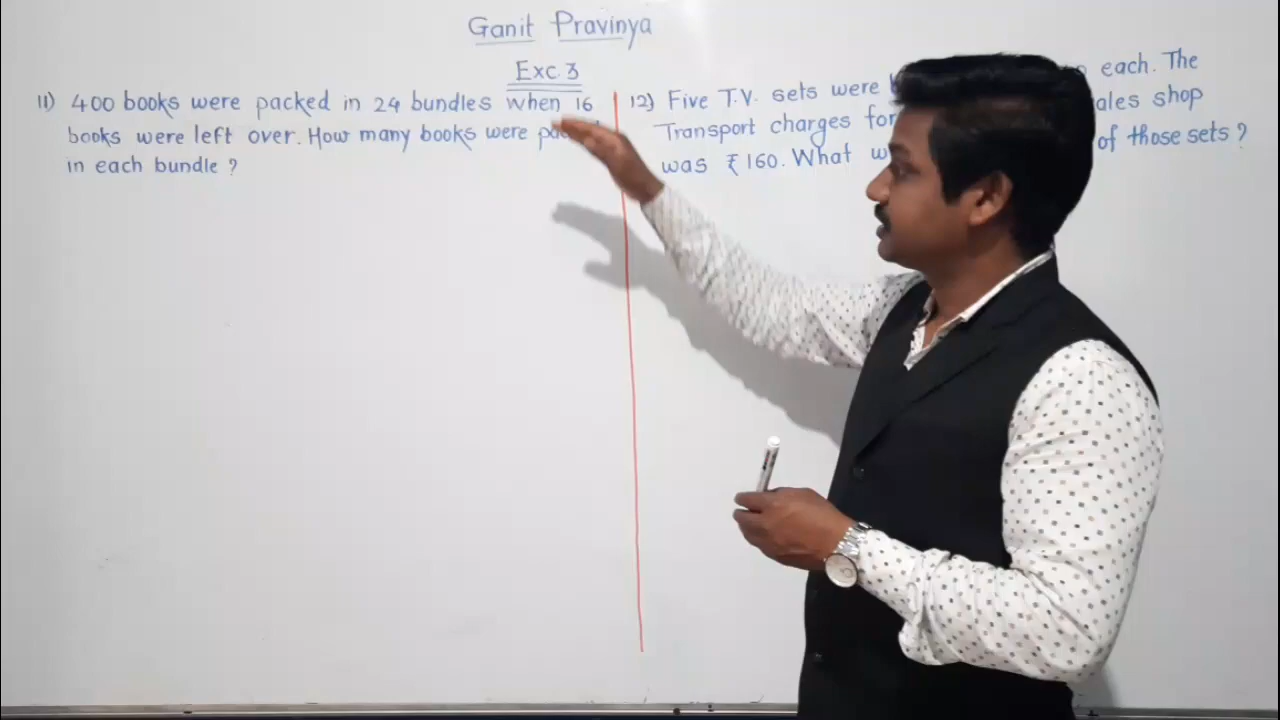 Ganit Pravinya
Exc. 3
11) 400 books were packed in 24 bundles when 16
books were left over. How many books were
in each bundle ?
12) Five T.V. sets were each. The
Transport charges for shop
was ₹160. What of those sets ?